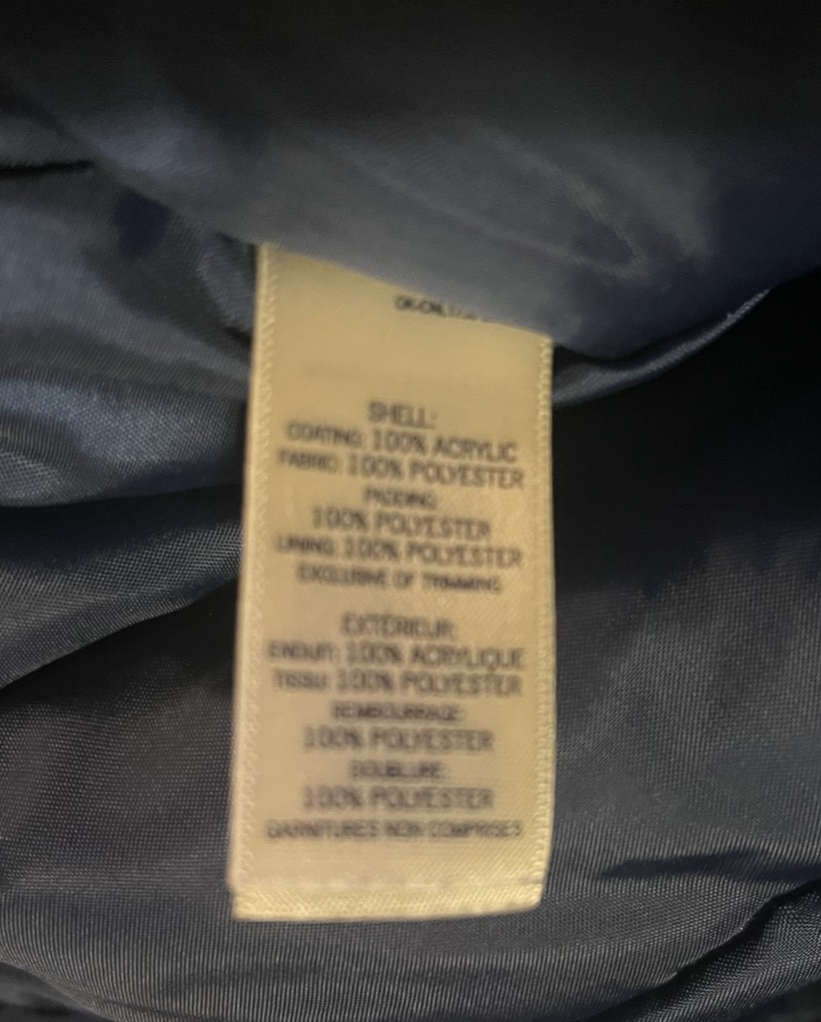 SHELL:
COATING: 100% ACRYLIC
FABRIC: 100% POLYESTER
PADDING:
100% POLYESTER
LINING: 100% POLYESTER
EXCLUSIVE OF TRIMMING
EXTÉRIEUR:
ENDUIT: 100% ACRYLIQUE
TISSU: 100% POLYESTER
REMBOURRAGE:
100% POLYESTER
DOUBLURE:
100% POLYESTER
GARNITURES NON COMPRISES